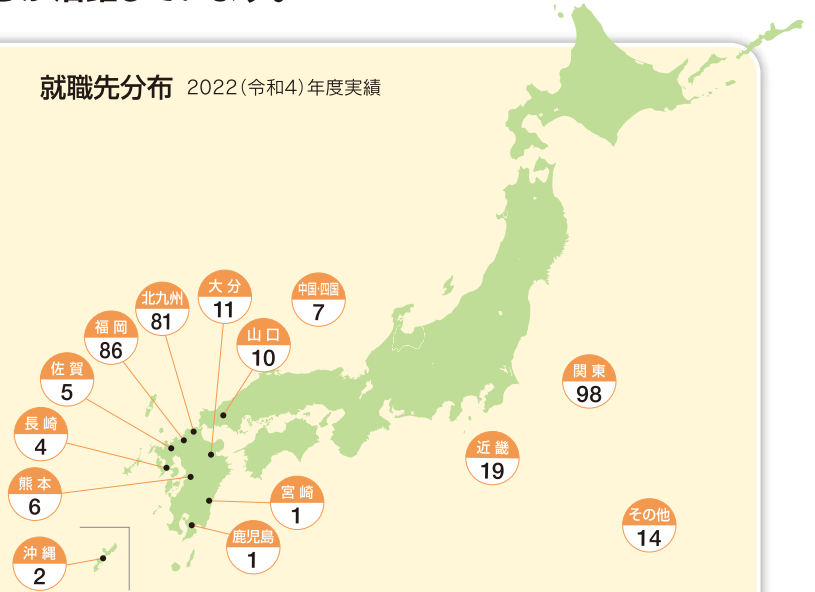 就職先分布 2022(令和4)年度実績
大分
11
中国・四国
7
北九州
81
福岡
86
山口
10
佐賀
5
関東
98
長崎
4
近畿
19
熊本
6
宮崎
1
その他
14
鹿児島
1
沖縄
2